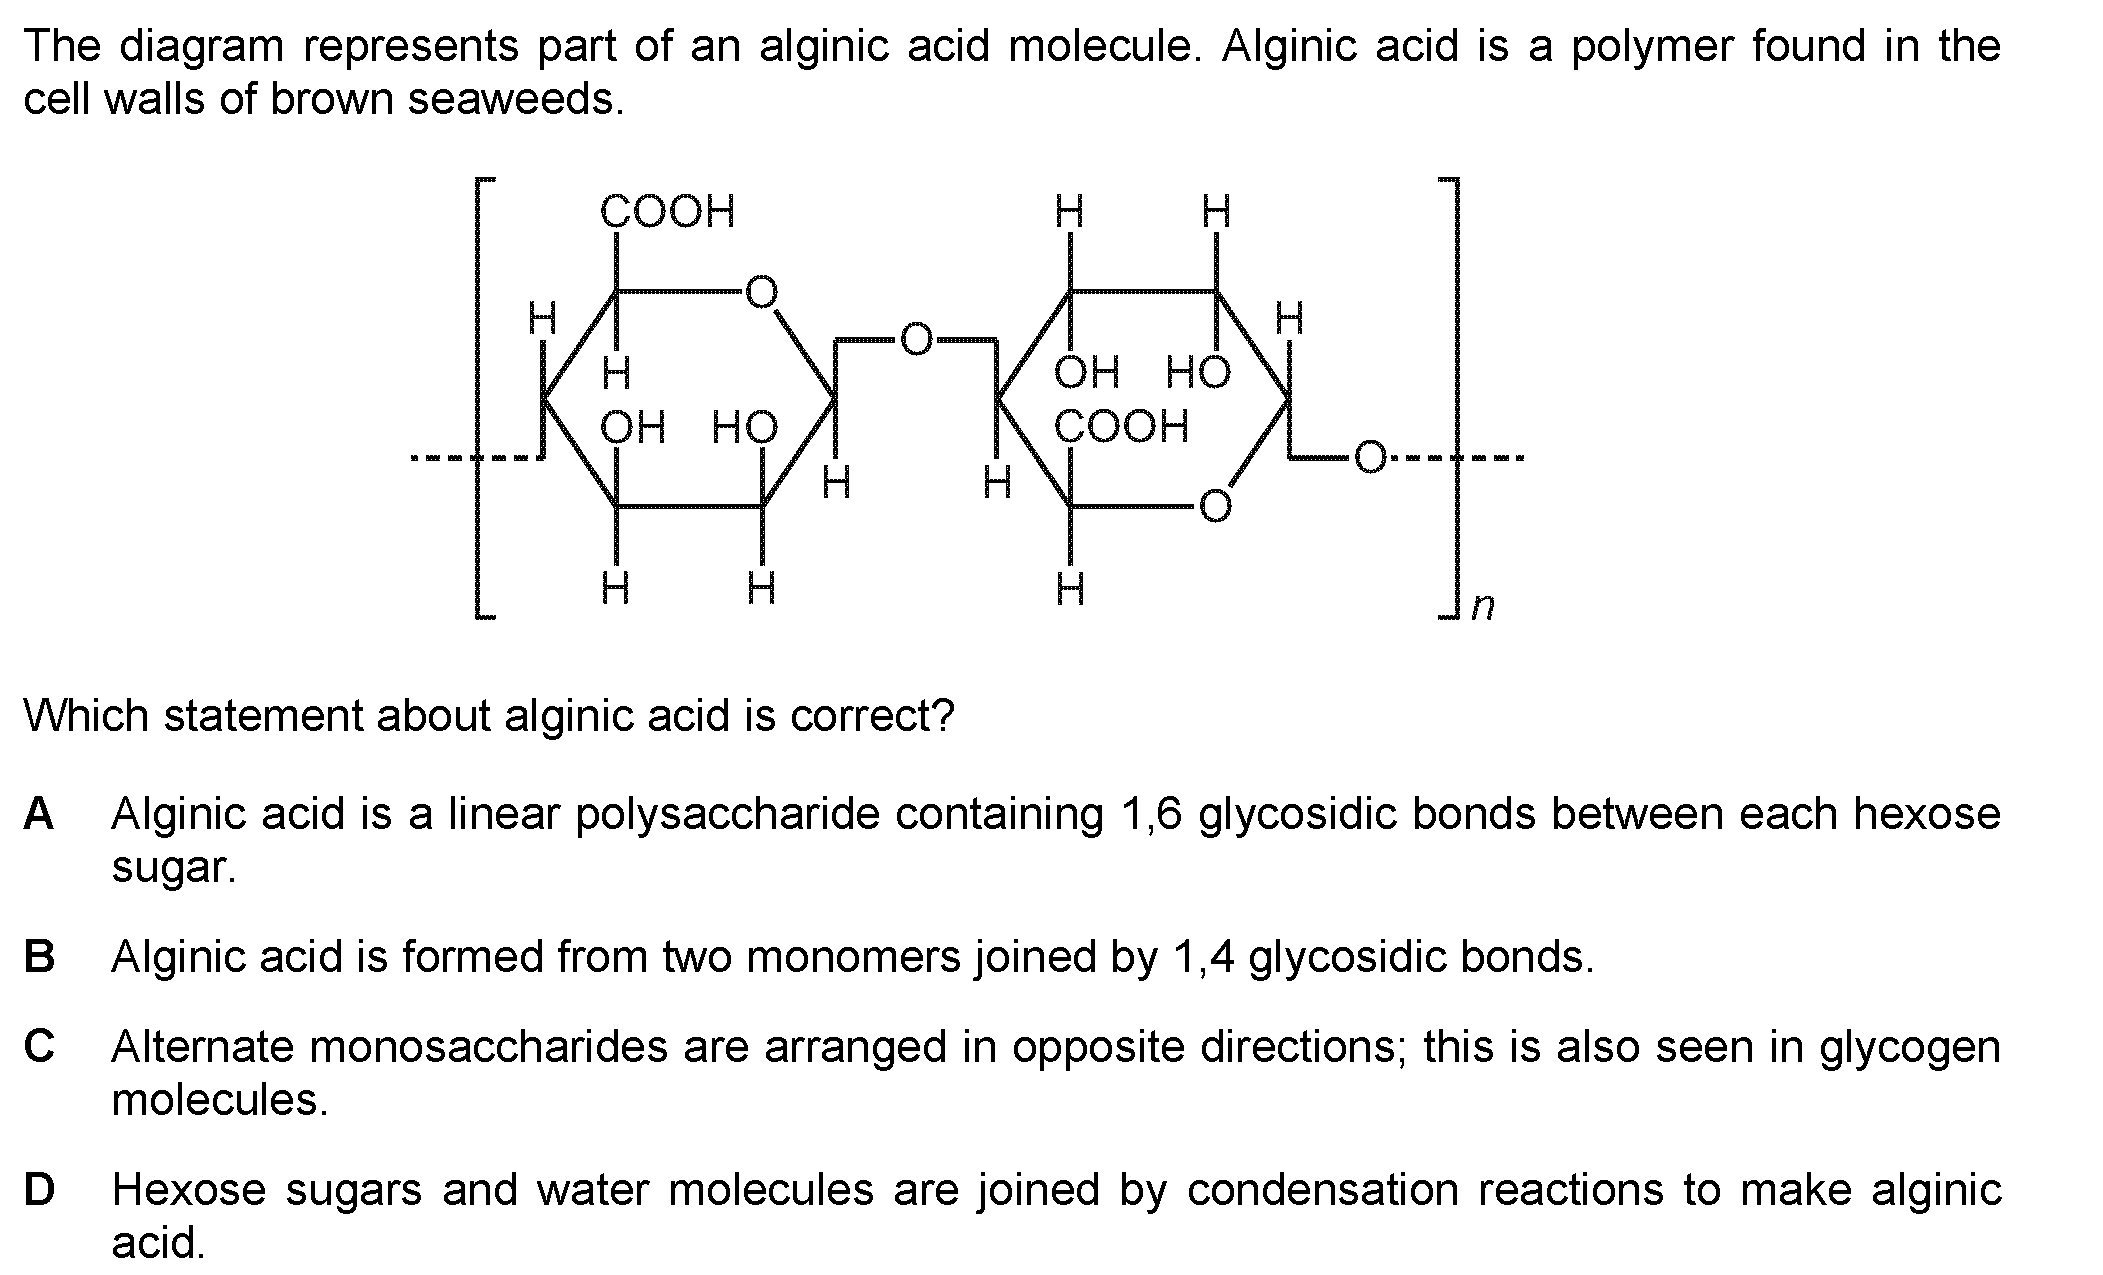 The diagram represents part of an alginic acid molecule. Alginic acid is a polymer found in the
cell walls of brown seaweeds.
COOH H H
H O H
O
H OH HO
OH HO COOH
O
H H
O
H H H
n
Which statement about alginic acid is correct?
A Alginic acid is a linear polysaccharide containing 1,6 glycosidic bonds between each hexose
sugar.
B Alginic acid is formed from two monomers joined by 1,4 glycosidic bonds.
C Alternate monosaccharides are arranged in opposite directions; this is also seen in glycogen
molecules.
D Hexose sugars and water molecules are joined by condensation reactions to make alginic
acid.